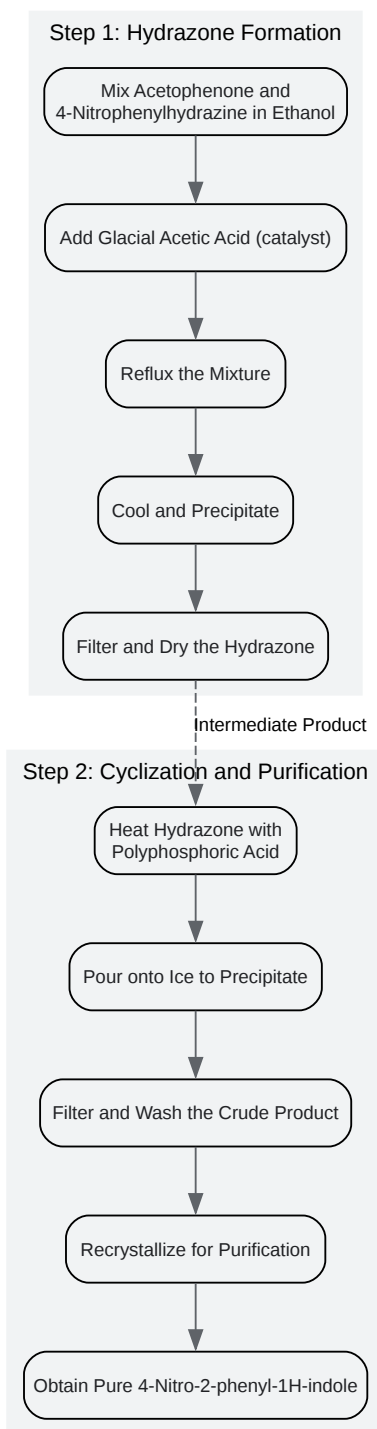 Step 1: Hydrazone Formation
Mix Acetophenone and
4-Nitrophenylhydrazine in Ethanol
Add Glacial Acetic Acid (catalyst)
Reflux the Mixture
Cool and Precipitate
Filter and Dry the Hydrazone
Intermediate Product
Step 2: Cyclization and Purification
Heat Hydrazone with
Polyphosphoric Acid
Pour onto Ice to Precipitate
Filter and Wash the Crude Product
Recrystallize for Purification
Obtain Pure 4-Nitro-2-phenyl-1H-indole